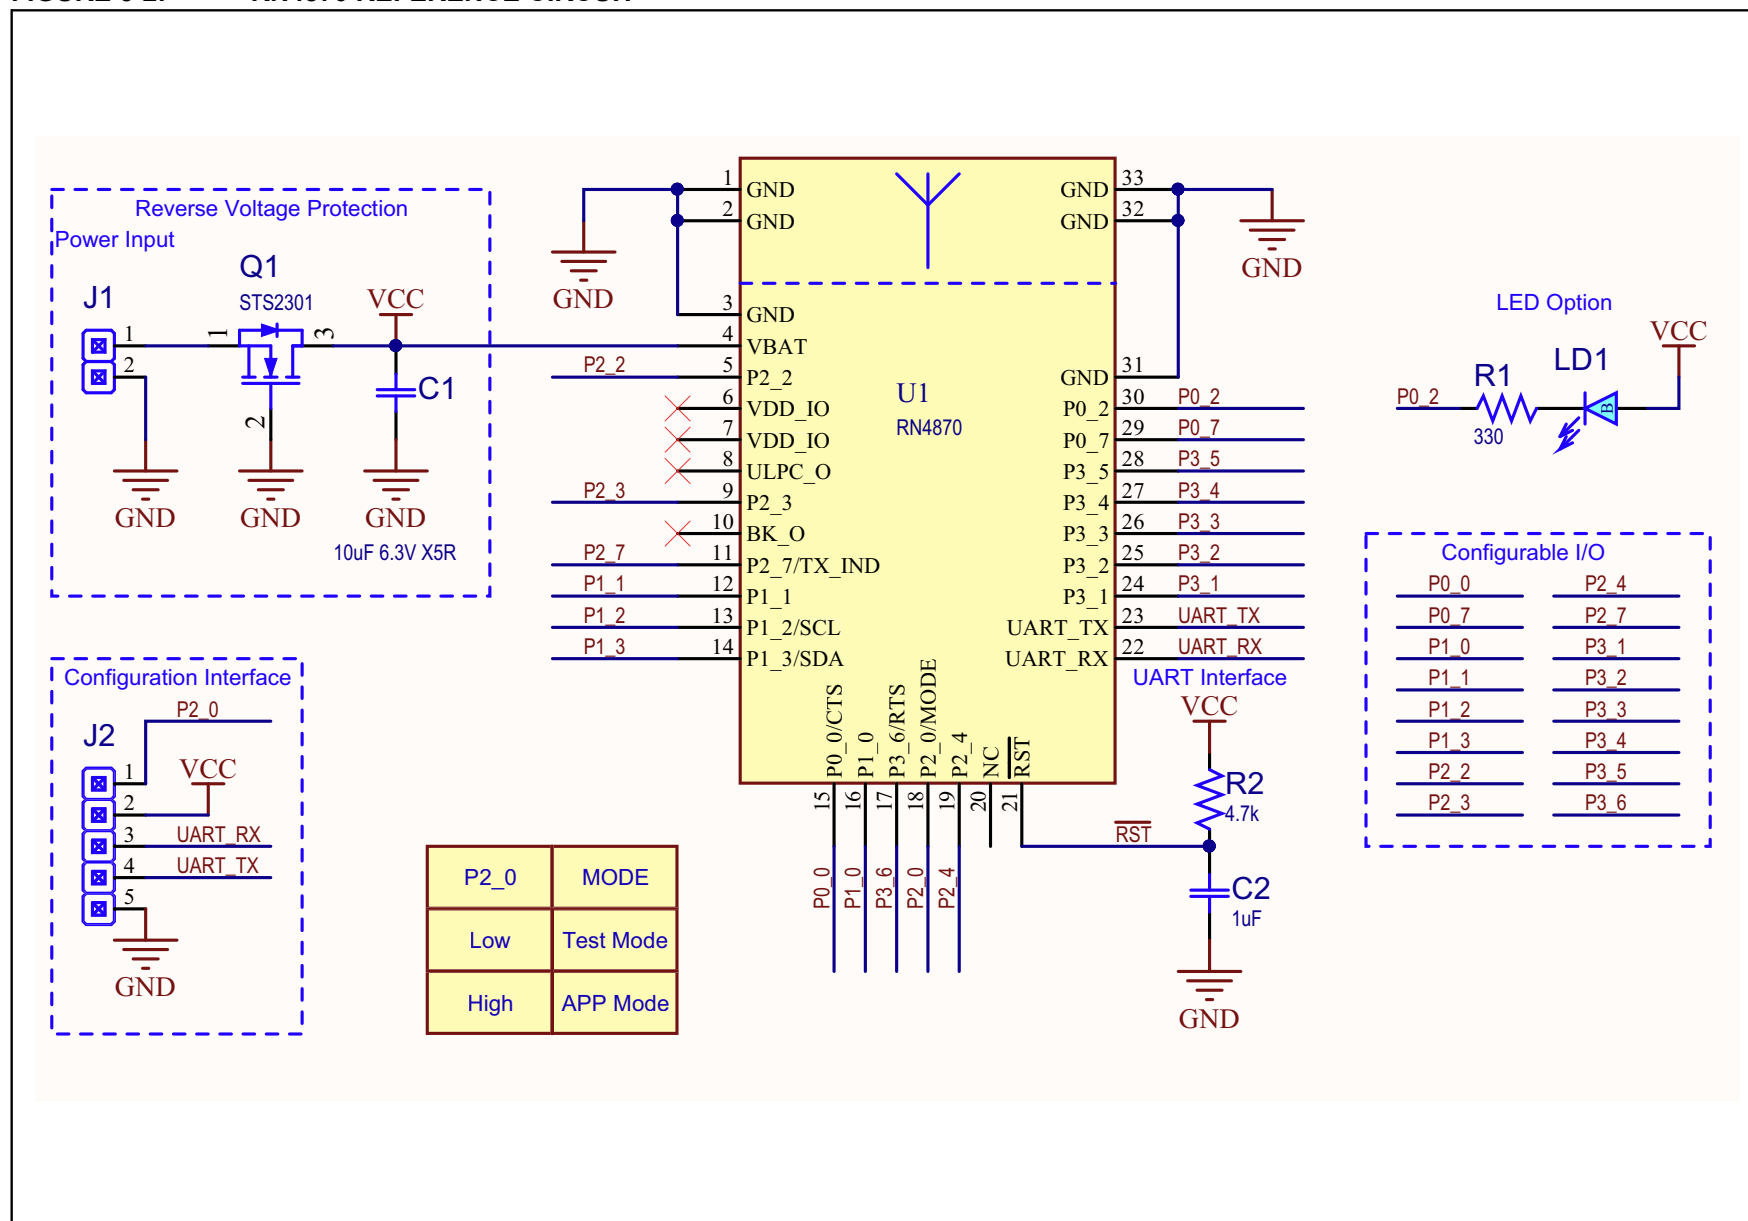 Reverse Voltage Protection
Power Input
Q1
STS2301
J1
VCC
1
2
1
3
2
C1
GND
GND
GND
10uF 6.3V X5R
Configuration Interface
P2_0
J2
VCC
1
2
3
UART_RX
4
UART_TX
5
GND
P2_0 MODE
Low Test Mode
High APP Mode
GND
U1
RN4870
1 GND
2 GND
3 GND
4 VBAT
P2_2 5 P2_2
6 VDD_IO
7 VDD_IO
8 ULPC_O
P2_3 9 P2_3
10 BK_O
P2_7 11 P2_7/TX_IND
P1_1 12 P1_1
P1_2 13 P1_2/SCL
P1_3 14 P1_3/SDA
P0_0/CTS 15 P0_0
P1_0 16 P1_0
P3_6/RTS 17 P3_6
P2_0/MODE 18 P2_0
P2_4 19 P2_4
NC 20
RST 21
GND 33
GND 32
GND
GND 31
P0_2 30 P0_2
P0_7 29 P0_7
P3_5 28 P3_5
P3_4 27 P3_4
P3_3 26 P3_3
P3_2 25 P3_2
P3_1 24 P3_1
UART_TX 23 UART_TX
UART_RX 22 UART_RX
UART Interface
VCC
R2
4.7k
RST
C2
1uF
GND
LED Option
VCC
LD1
R1
P0_2
330
B
Configurable I/O
P0_0 P2_4
P0_7 P2_7
P1_0 P3_1
P1_1 P3_2
P1_2 P3_3
P1_3 P3_4
P2_2 P3_5
P2_3 P3_6